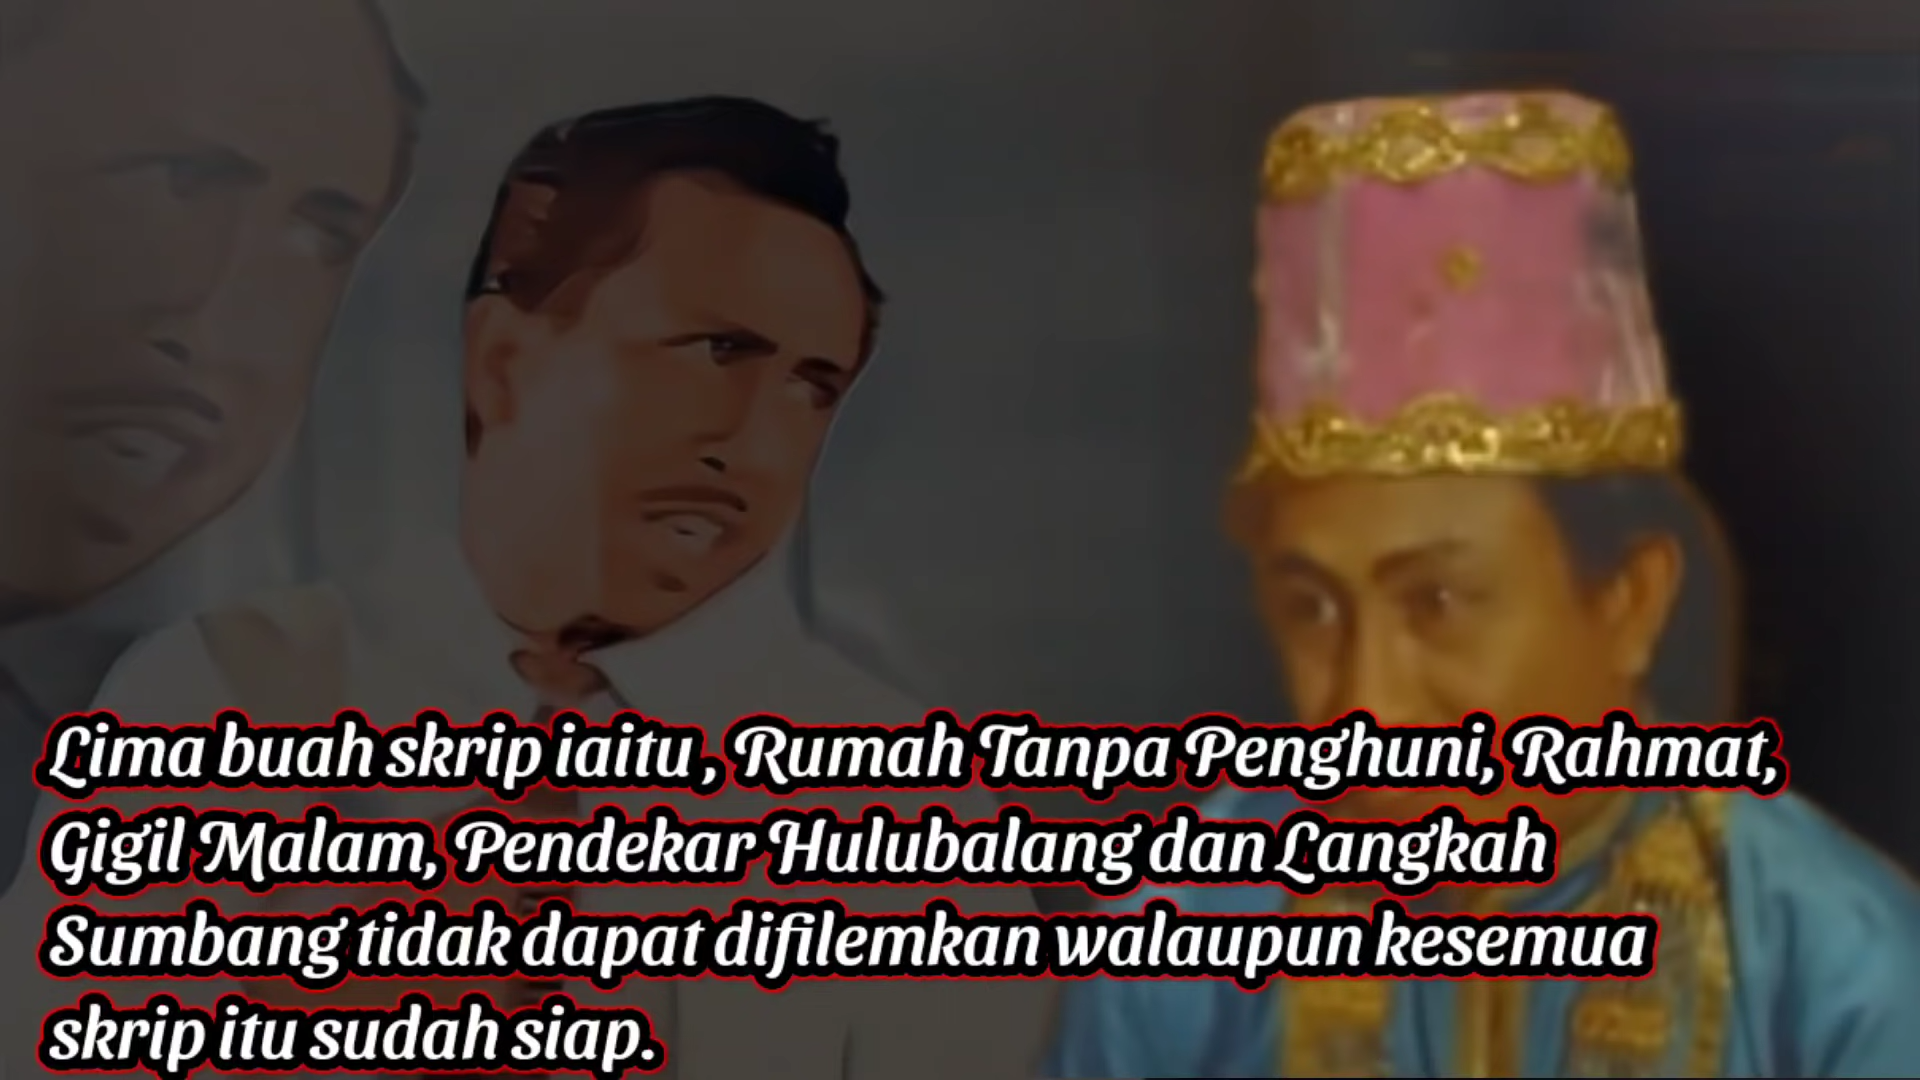 Lima buah skrip iaitu, Rumah Tanpa Penghuni, Rahmat,
Gigil Malam, Pendekar Hulubalang dan Langkah
Sumbang tidak dapat difilemkan walaupun kesemua
skrip itu sudah siap.